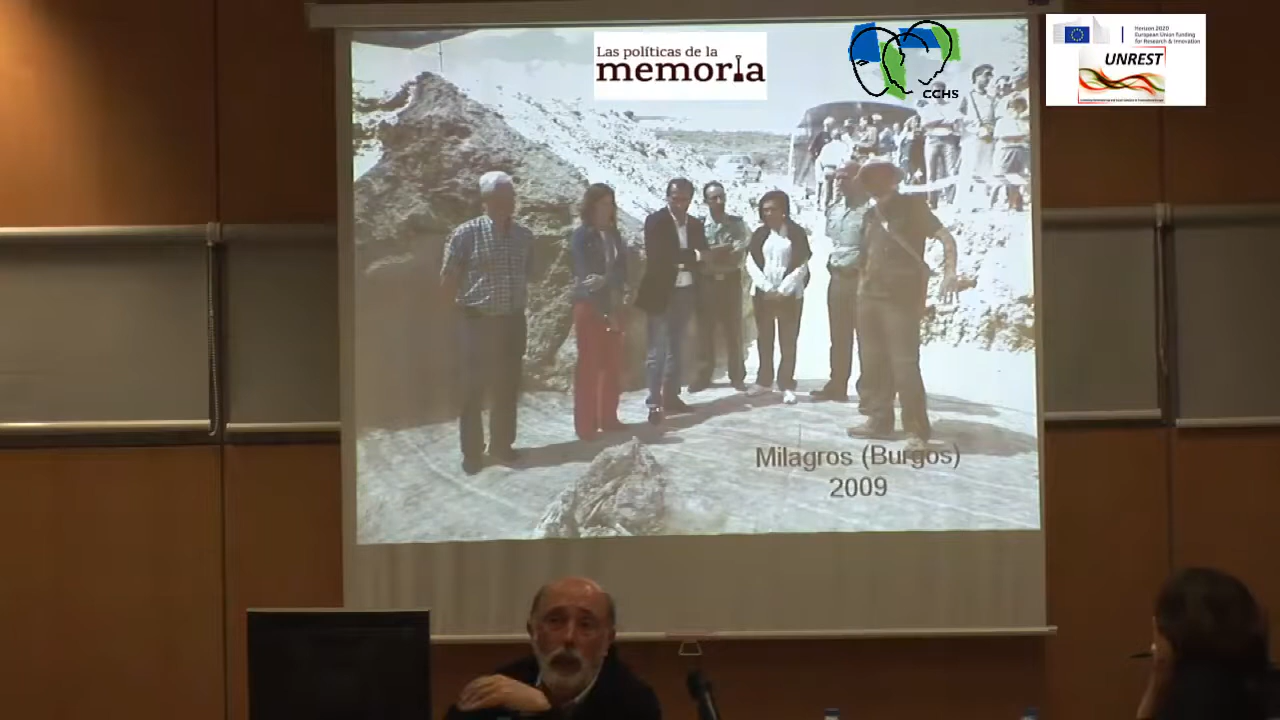 Las políticas de la
memoria
CCHS
Horizon 2020
European Union funding
for Research & Innovation
UNREST
Milagros (Burgos)
2009